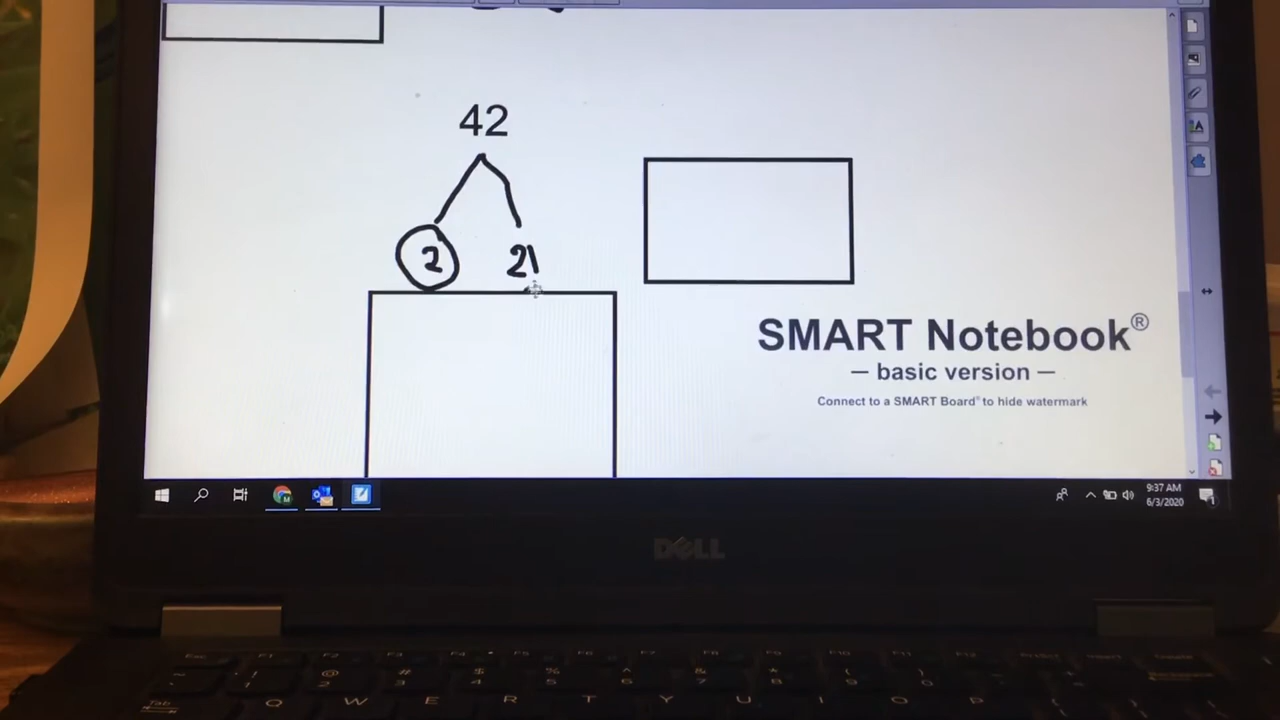 42
2 21
SMART Notebook®
— basic version —
Connect to a SMART Board® to hide watermark
9:37 AM
6/3/2020
DELL
Q W E R T Y U